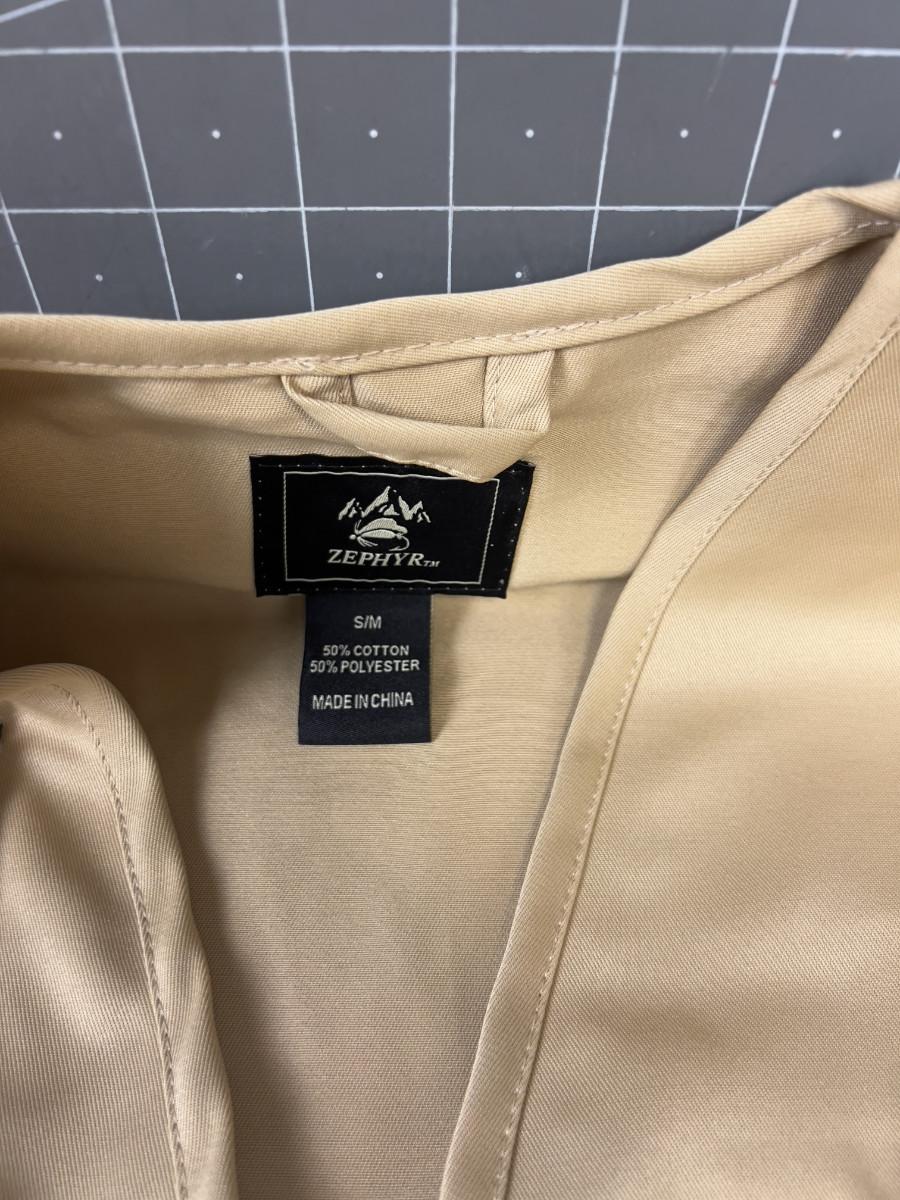 ZEPHYR™
S/M
50% COTTON
50% POLYESTER
MADE IN CHINA